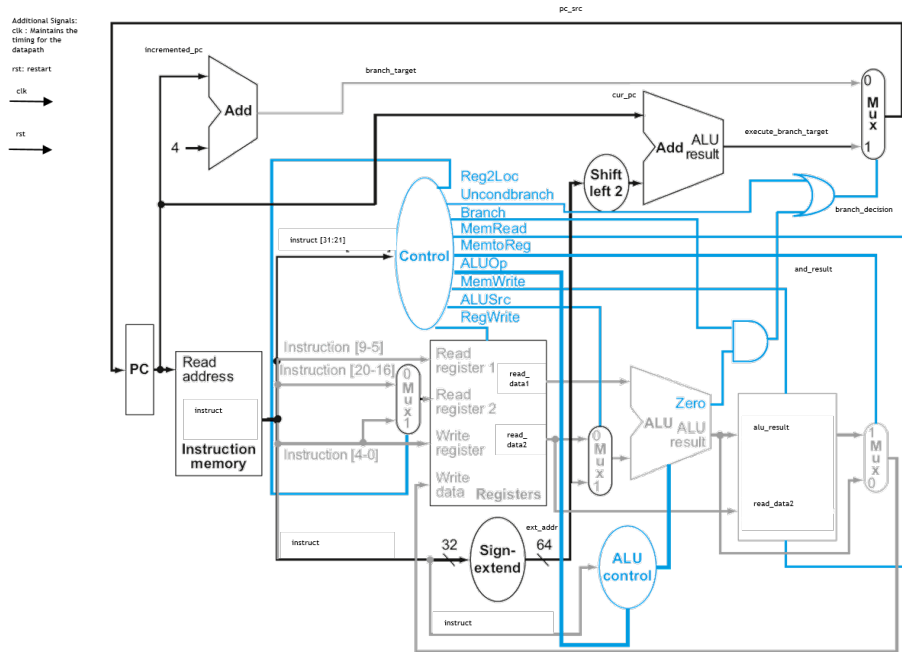 pc_src
Additional Signals:
clk : Maintains the
timing for the
datapath
rst: restart
clk
rst
incremented_pc
branch_target
cur_pc
execute_branch_target
Add
4
Add ALU
result
0
Mux
1
Shift
left 2
branch_decision
Reg2Loc
Uncondbranch
Branch
MemRead
MemtoReg
ALUOp
MemWrite
ALUSrc
RegWrite
instruct [31:21]
Control
and_result
PC
Read
address
instruct
Instruction
memory
Instruction [9-5]
Instruction [20-16]
Instruction [4-0]
0
Mux
1
Read
register 1
Read
register 2
Write
register
Write
data
Registers
read_
data1
read_
data2
0
Mux
1
Zero
ALU ALU
result
alu_result
read_data2
1
Mux
0
instruct
32
Sign-
extend
64
ext_addr
ALU
control
instruct